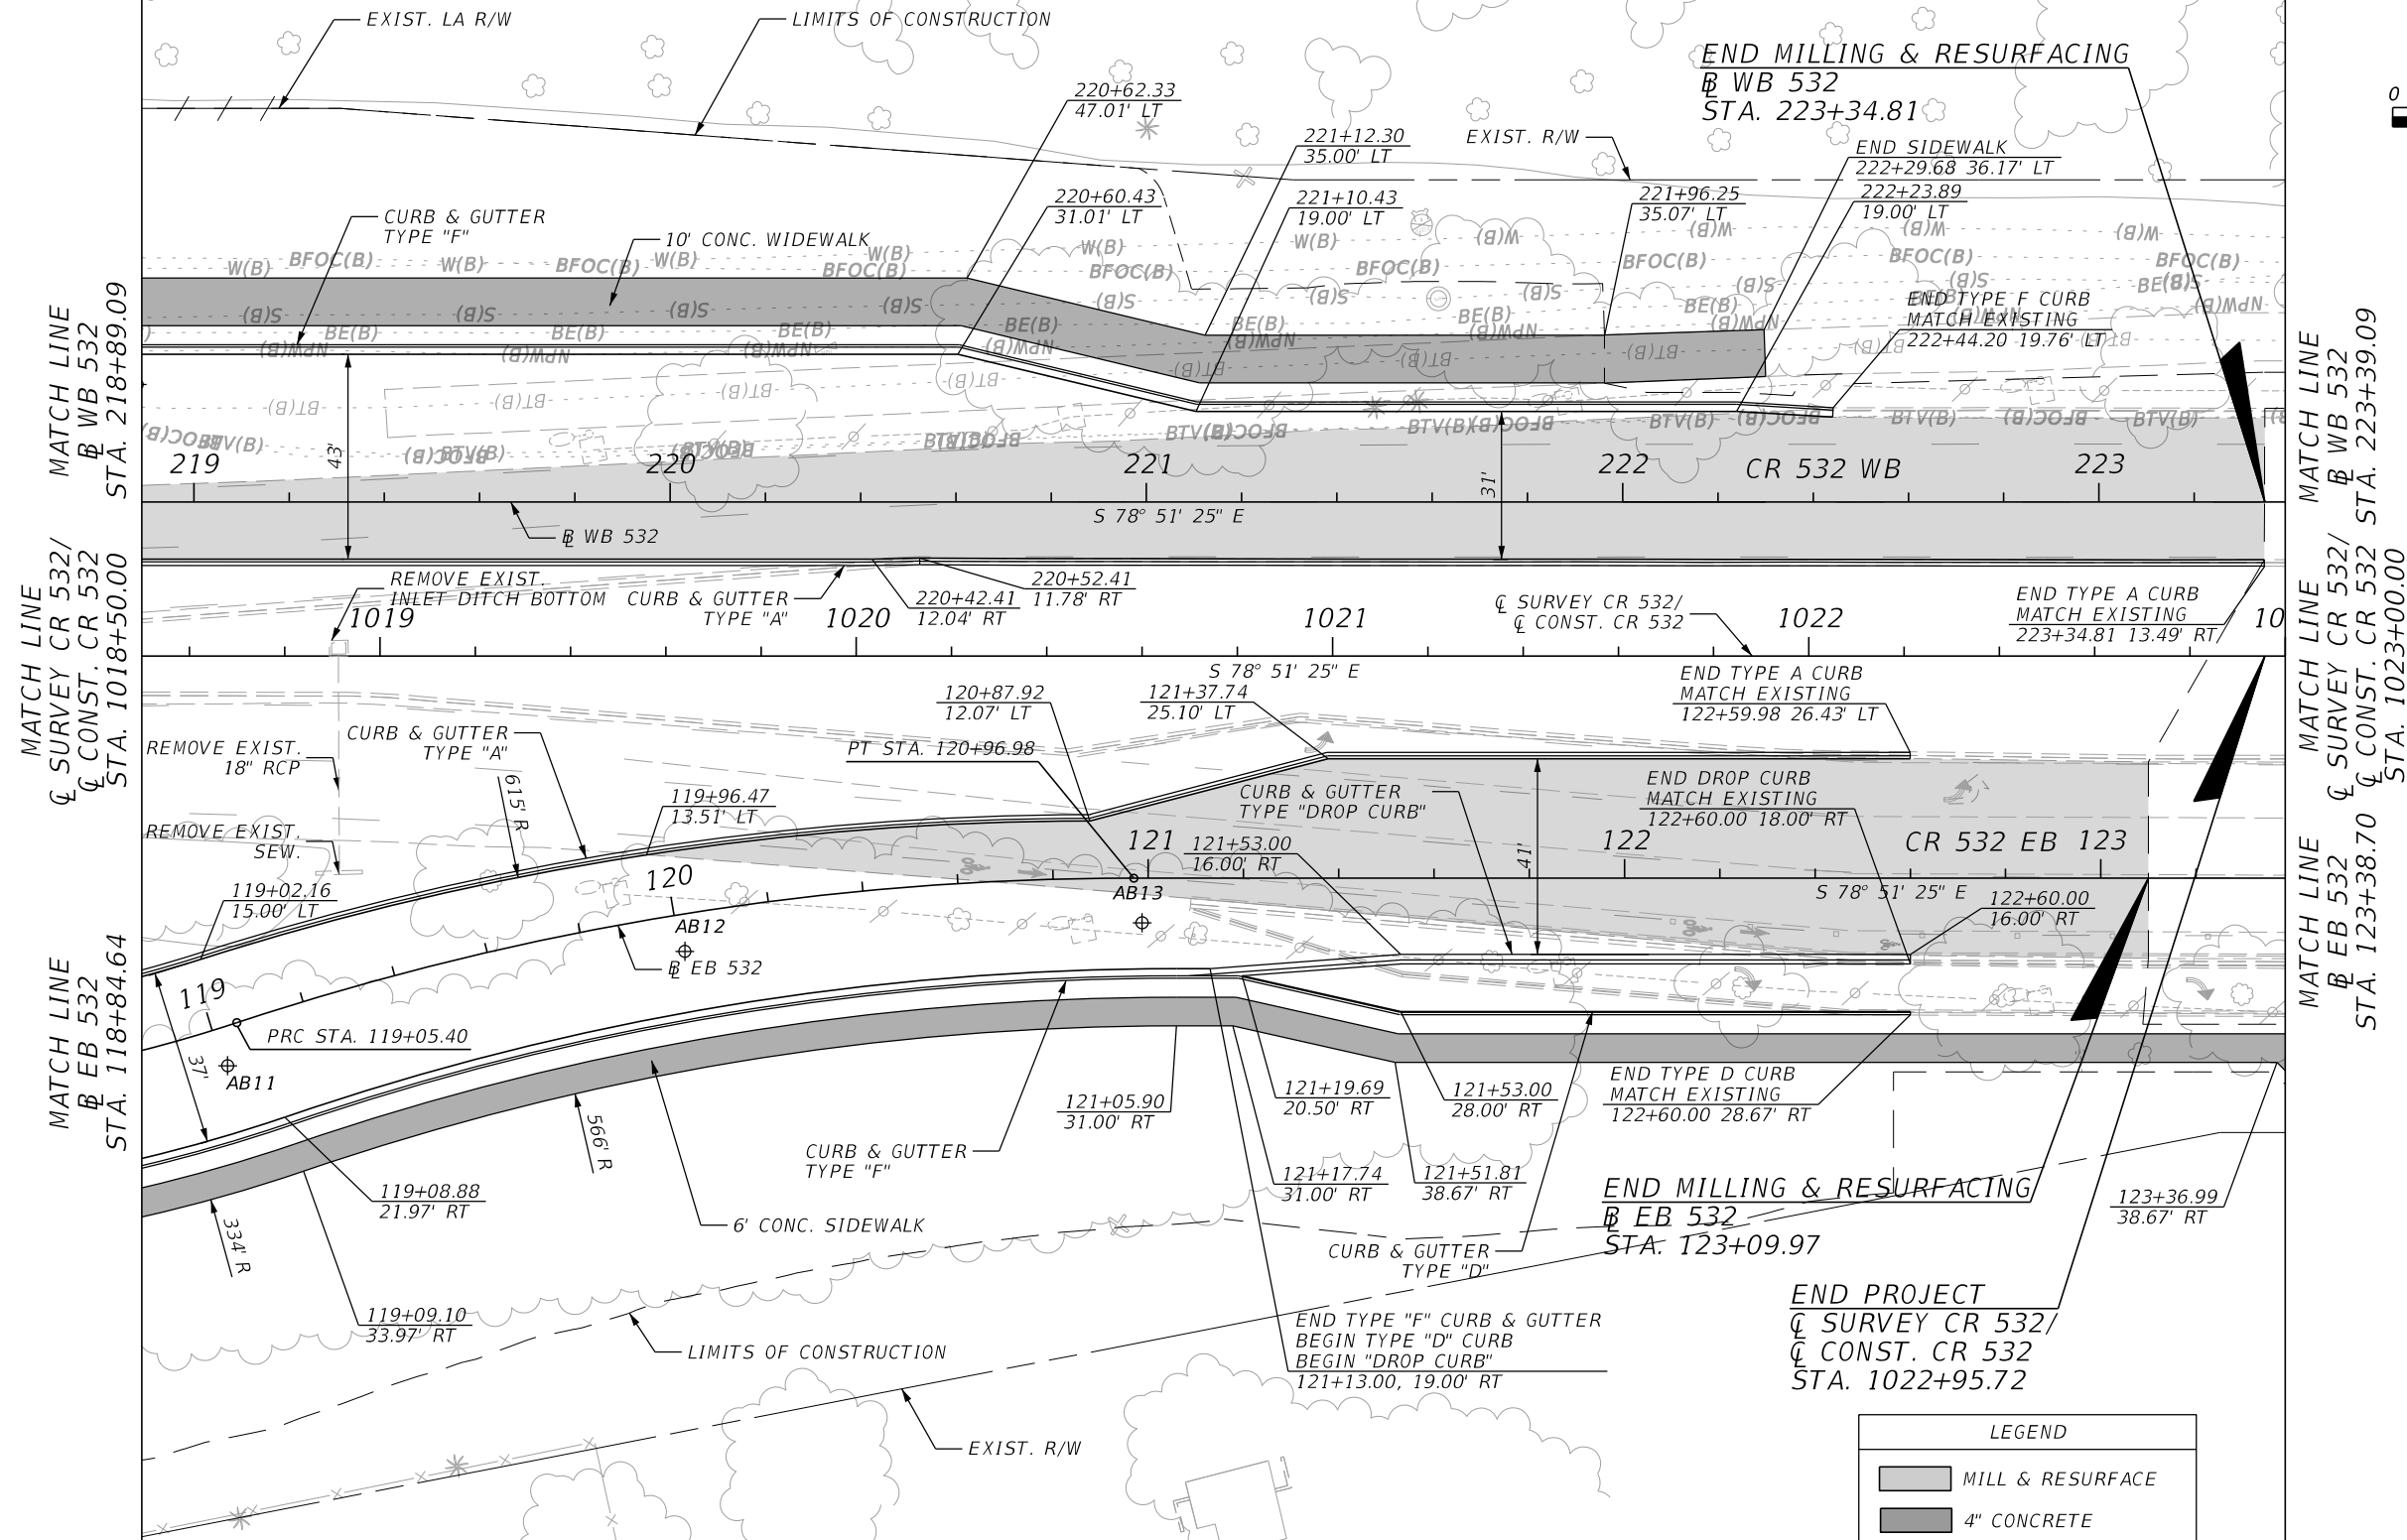 EXIST. LA R/W
LIMITS OF CONSTRUCTION
END MILLING & RESURFACING
℄ WB 532
STA. 223+34.81
0
220+62.33
47.01' LT
221+12.30
35.00' LT
EXIST. R/W
END SIDEWALK
222+29.68 36.17' LT
220+60.43
31.01' LT
221+10.43
19.00' LT
221+96.25
35.07' LT
222+23.89
19.00' LT
CURB & GUTTER
TYPE "F"
10' CONC. WIDEWALK
END TYPE F CURB
MATCH EXISTING
222+44.20 19.76' LT
W(B)
BFOC(B)
S(B)
BE(B)
NPW(B)
BT(B)
BTV(B)
BFOC(B)
MATCH LINE
BL WB 532
STA. 218+89.09
MATCH LINE
BL WB 532
STA. 223+39.09
43'
31'
219
220
221
222
CR 532 WB
223
S 78° 51' 25" E
BL WB 532
REMOVE EXIST.
INLET DITCH BOTTOM
CURB & GUTTER
TYPE "A"
220+42.41
12.04' RT
220+52.41
11.78' RT
℄ SURVEY CR 532/
℄ CONST. CR 532
END TYPE A CURB
MATCH EXISTING
223+34.81 13.49' RT
1019
1020
1021
1022
10
S 78° 51' 25" E
MATCH LINE
℄ SURVEY CR 532/
℄ CONST. CR 532
STA. 1018+50.00
MATCH LINE
℄ SURVEY CR 532/
℄ CONST. CR 532
STA. 1023+00.00
120+87.92
12.07' LT
121+37.74
25.10' LT
END TYPE A CURB
MATCH EXISTING
122+59.98 26.43' LT
REMOVE EXIST.
18" RCP
CURB & GUTTER
TYPE "A"
615' R
PT STA. 120+96.98
119+96.47
13.51' LT
CURB & GUTTER
TYPE "DROP CURB"
END DROP CURB
MATCH EXISTING
122+60.00 18.00' RT
REMOVE EXIST.
SEW.
119+02.16
15.00' LT
121+53.00
16.00' RT
41'
119
120
121
122
CR 532 EB
123
S 78° 51' 25" E
122+60.00
16.00' RT
AB13
AB12
BL EB 532
PRC STA. 119+05.40
AB11
37'
MATCH LINE
BL EB 532
STA. 118+84.64
MATCH LINE
BL EB 532
STA. 123+38.70
121+05.90
31.00' RT
121+19.69
20.50' RT
121+53.00
28.00' RT
END TYPE D CURB
MATCH EXISTING
122+60.00 28.67' RT
566' R
334' R
CURB & GUTTER
TYPE "F"
119+08.88
21.97' RT
6' CONC. SIDEWALK
121+17.74
31.00' RT
121+51.81
38.67' RT
END MILLING & RESURFACING
BL EB 532
STA. 123+09.97
123+36.99
38.67' RT
CURB & GUTTER
TYPE "D"
119+09.10
33.97' RT
LIMITS OF CONSTRUCTION
END TYPE "F" CURB & GUTTER
BEGIN TYPE "D" CURB
BEGIN "DROP CURB"
121+13.00, 19.00' RT
END PROJECT
℄ SURVEY CR 532/
℄ CONST. CR 532
STA. 1022+95.72
EXIST. R/W
LEGEND
MILL & RESURFACE
4" CONCRETE